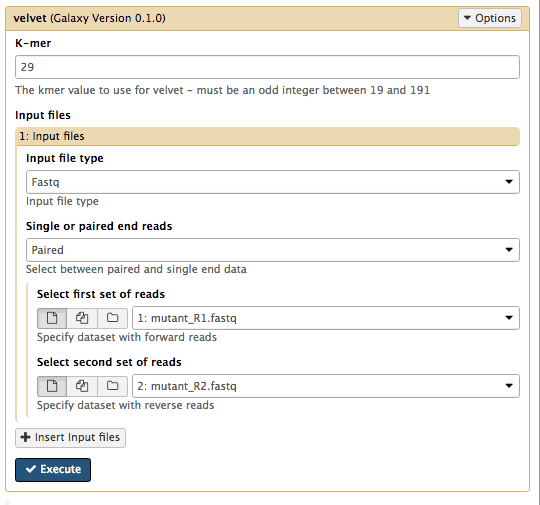 velvet (Galaxy Version 0.1.0) Options
K-mer
29
The kmer value to use for velvet - must be an odd integer between 19 and 191
Input files
1: Input files
Input file type
Fastq
Input file type
Single or paired end reads
Paired
Select between paired and single end data
Select first set of reads
1: mutant_R1.fastq
Specify dataset with forward reads
Select second set of reads
2: mutant_R2.fastq
Specify dataset with reverse reads
Insert Input files
Execute